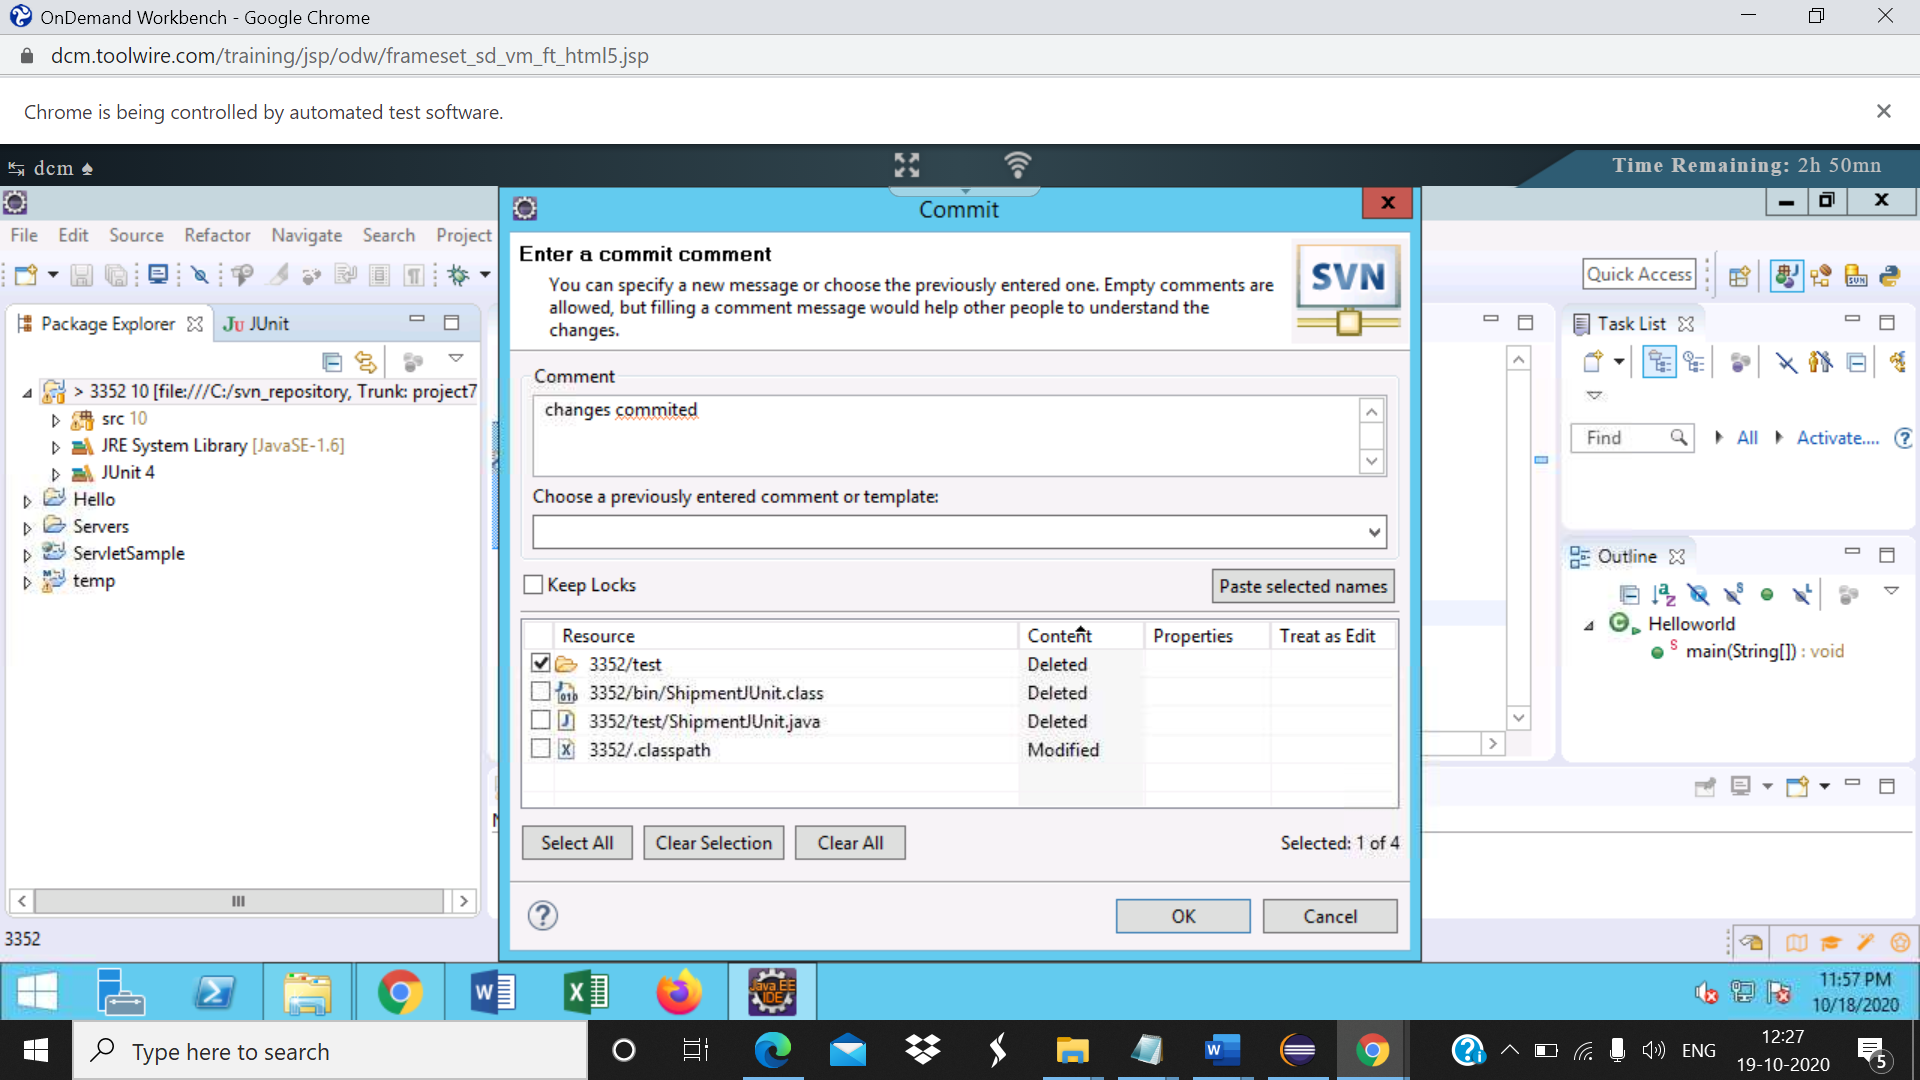 OnDemand Workbench - Google Chrome
dcm.toolwire.com/training/jsp/odw/frameset_sd_vm_ft_html5.jsp
Chrome is being controlled by automated test software.
dcm
Time Remaining: 2h 50mn
Commit
File Edit Source Refactor Navigate Search Project
Enter a commit comment
You can specify a new message or choose the previously entered one. Empty comments are
allowed, but filling a comment message would help other people to understand the
changes.
SVN
Quick Access
Package Explorer
JUnit
Task List
Comment
changes commited
> 3352 10 [file:///C:/svn_repository, Trunk: project7
src 10
JRE System Library [JavaSE-1.6]
JUnit 4
Hello
Servers
ServletSample
temp
Find
All
Activate....
Choose a previously entered comment or template:
Outline
Keep Locks
Paste selected names
Helloworld
main(String[]) : void
Resource Content Properties Treat as Edit
3352/test Deleted
3352/bin/ShipmentJUnit.class Deleted
3352/test/ShipmentJUnit.java Deleted
3352/.classpath Modified
Select All Clear Selection Clear All Selected: 1 of 4
OK Cancel
3352
Java EE
IDE
11:57 PM
10/18/2020
Type here to search
ENG
12:27
19-10-2020
5